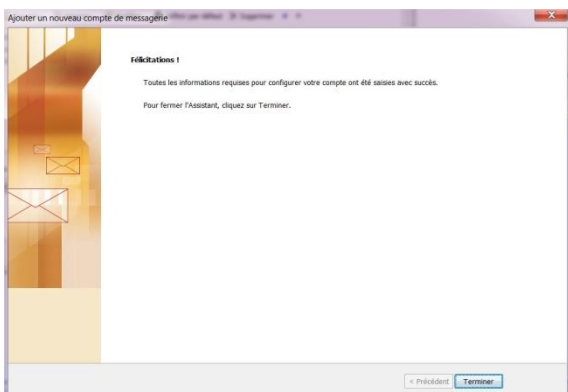 Ajouter un nouveau compte de messagerie
Félicitations !
Toutes les informations requises pour configurer votre compte ont été saisies avec succès.
Pour fermer l'Assistant, cliquez sur Terminer.
< Précédent Terminer